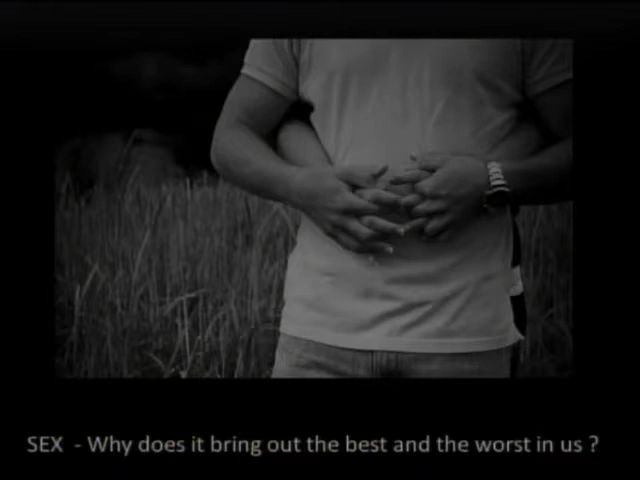 SEX - Why does it bring out the best and the worst in us ?